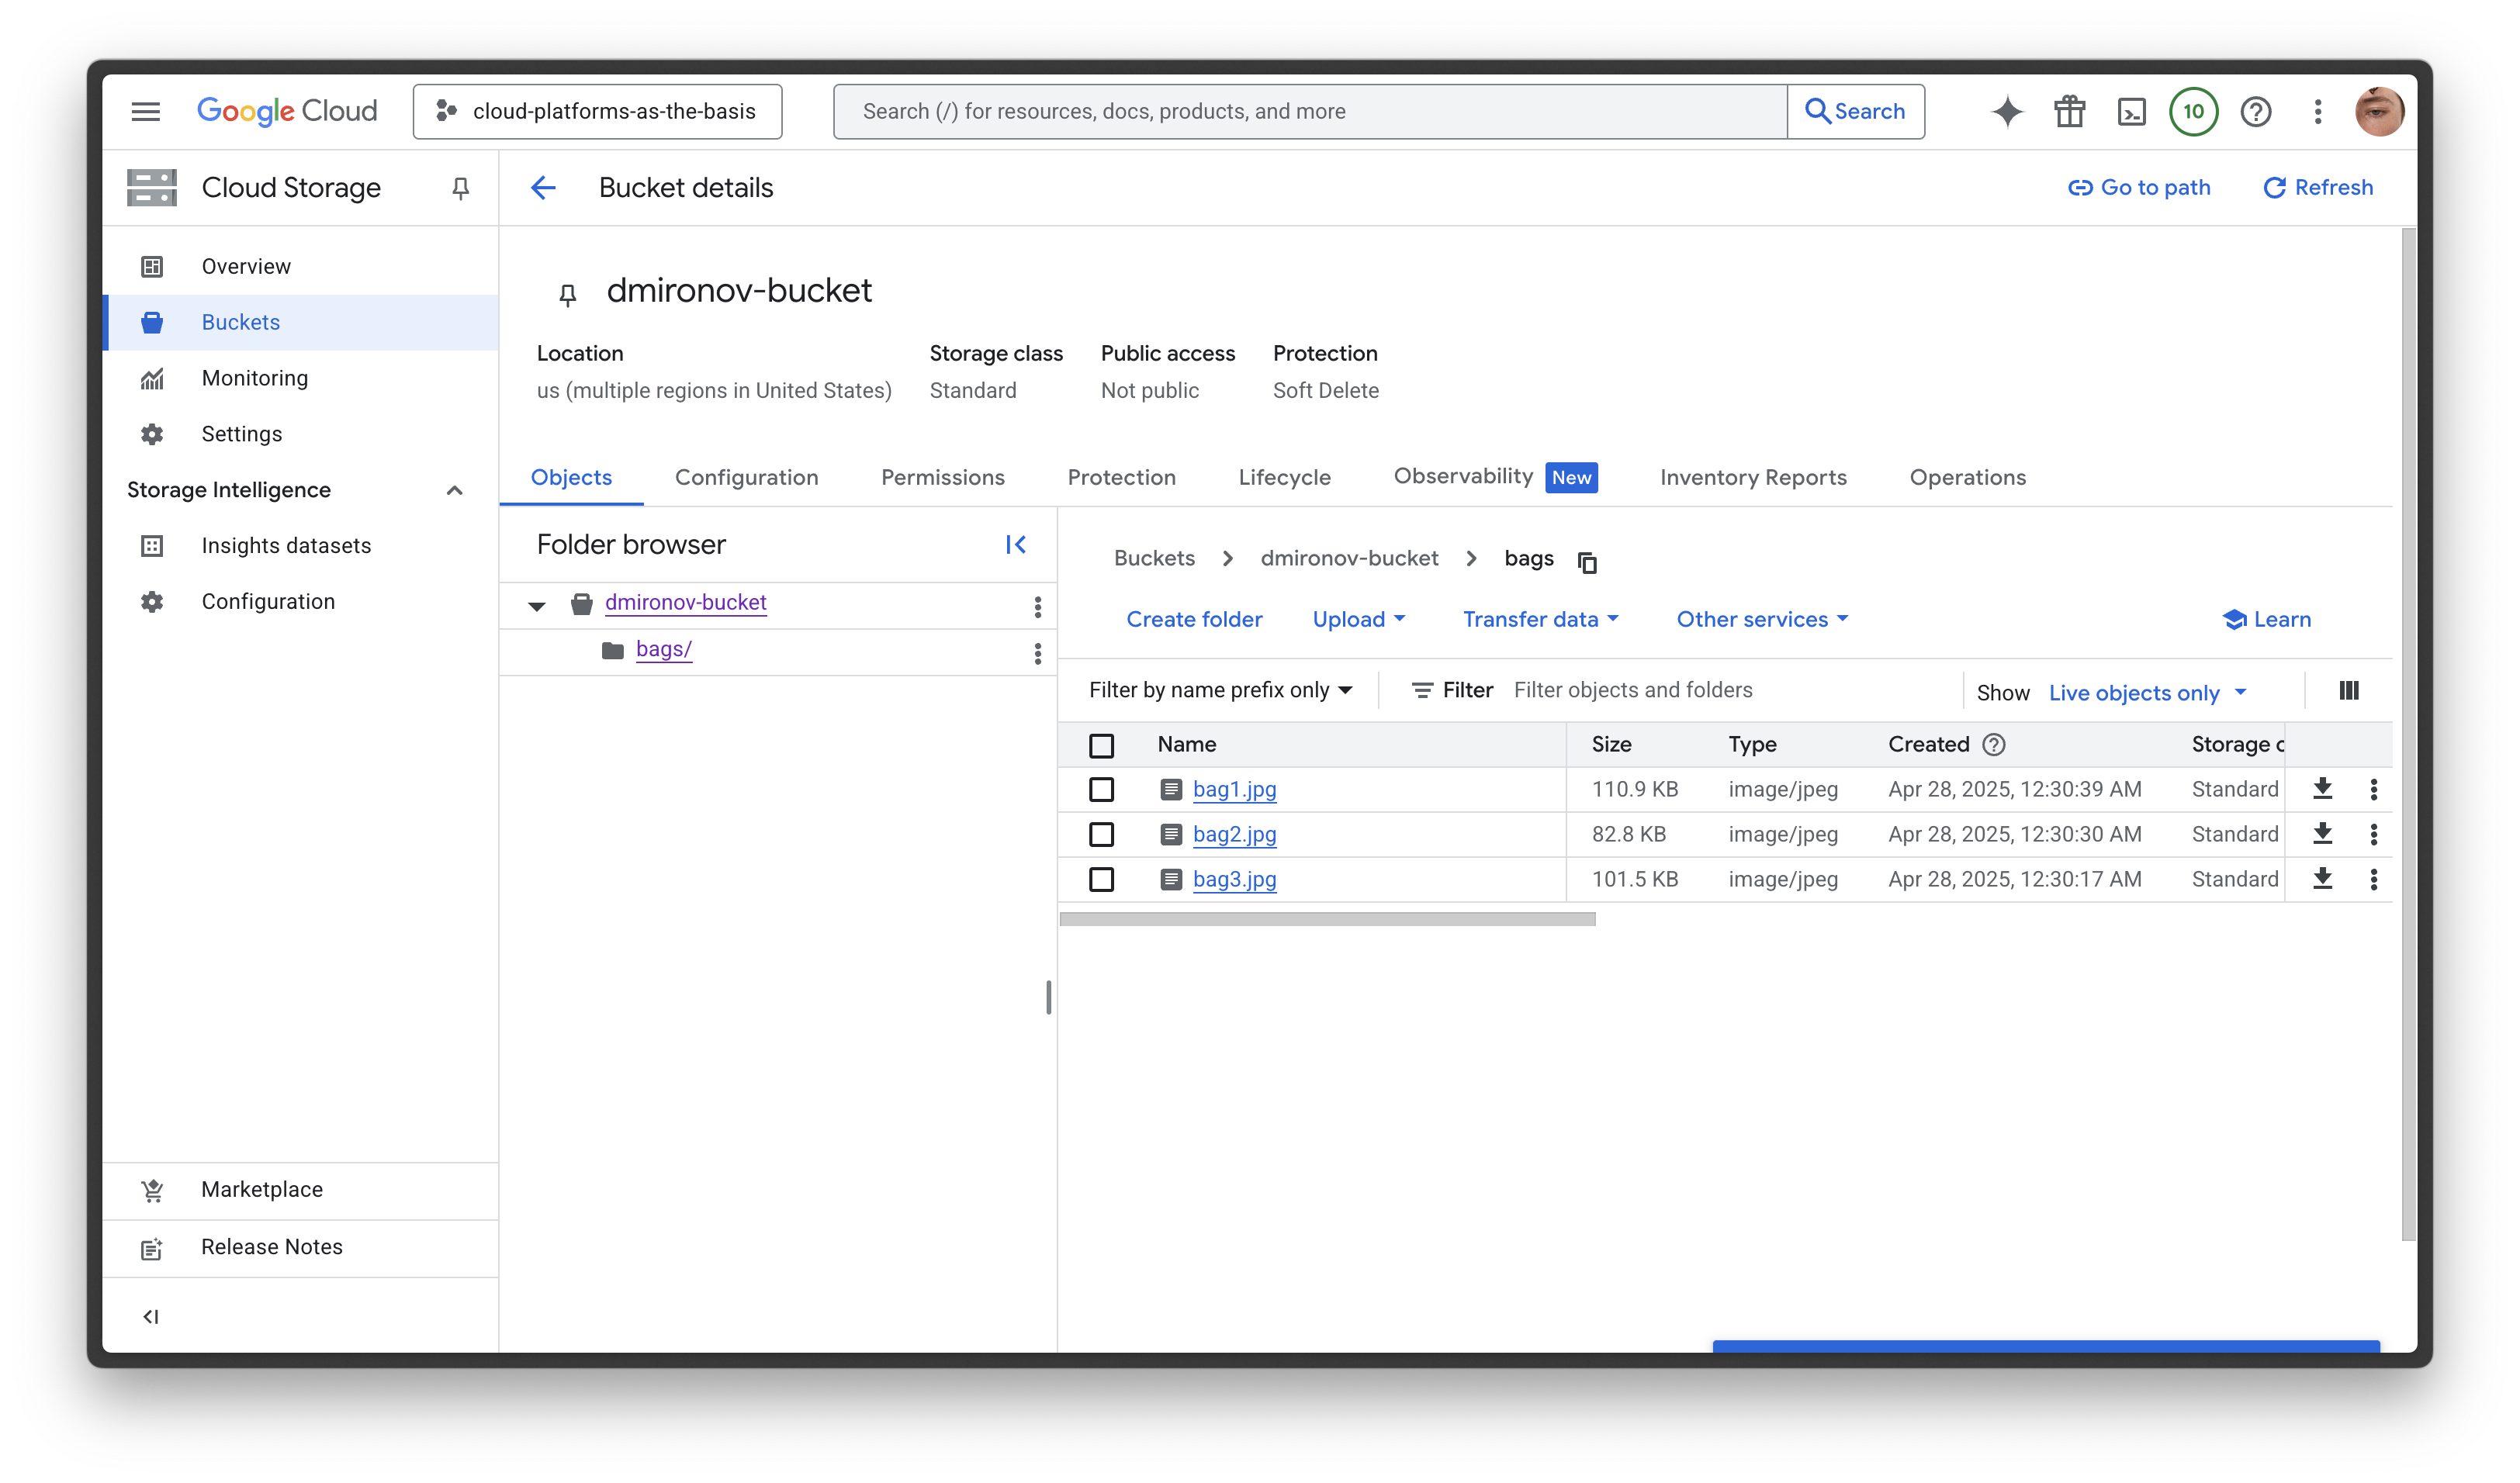 Google Cloud
cloud-platforms-as-the-basis
Search (/) for resources, docs, products, and more
Search
10
Cloud Storage
Bucket details
Go to path
Refresh
Overview
Buckets
Monitoring
Settings
Storage Intelligence
Insights datasets
Configuration
Marketplace
Release Notes
dmironov-bucket
Location Storage class Public access Protection
us (multiple regions in United States) Standard Not public Soft Delete
Objects Configuration Permissions Protection Lifecycle Observability New Inventory Reports Operations
Folder browser
dmironov-bucket
bags/
Buckets dmironov-bucket bags
Create folder Upload Transfer data Other services Learn
Filter by name prefix only Filter Filter objects and folders Show Live objects only
Name Size Type Created Storage c
bag1.jpg 110.9 KB image/jpeg Apr 28, 2025, 12:30:39 AM Standard
bag2.jpg 82.8 KB image/jpeg Apr 28, 2025, 12:30:30 AM Standard
bag3.jpg 101.5 KB image/jpeg Apr 28, 2025, 12:30:17 AM Standard